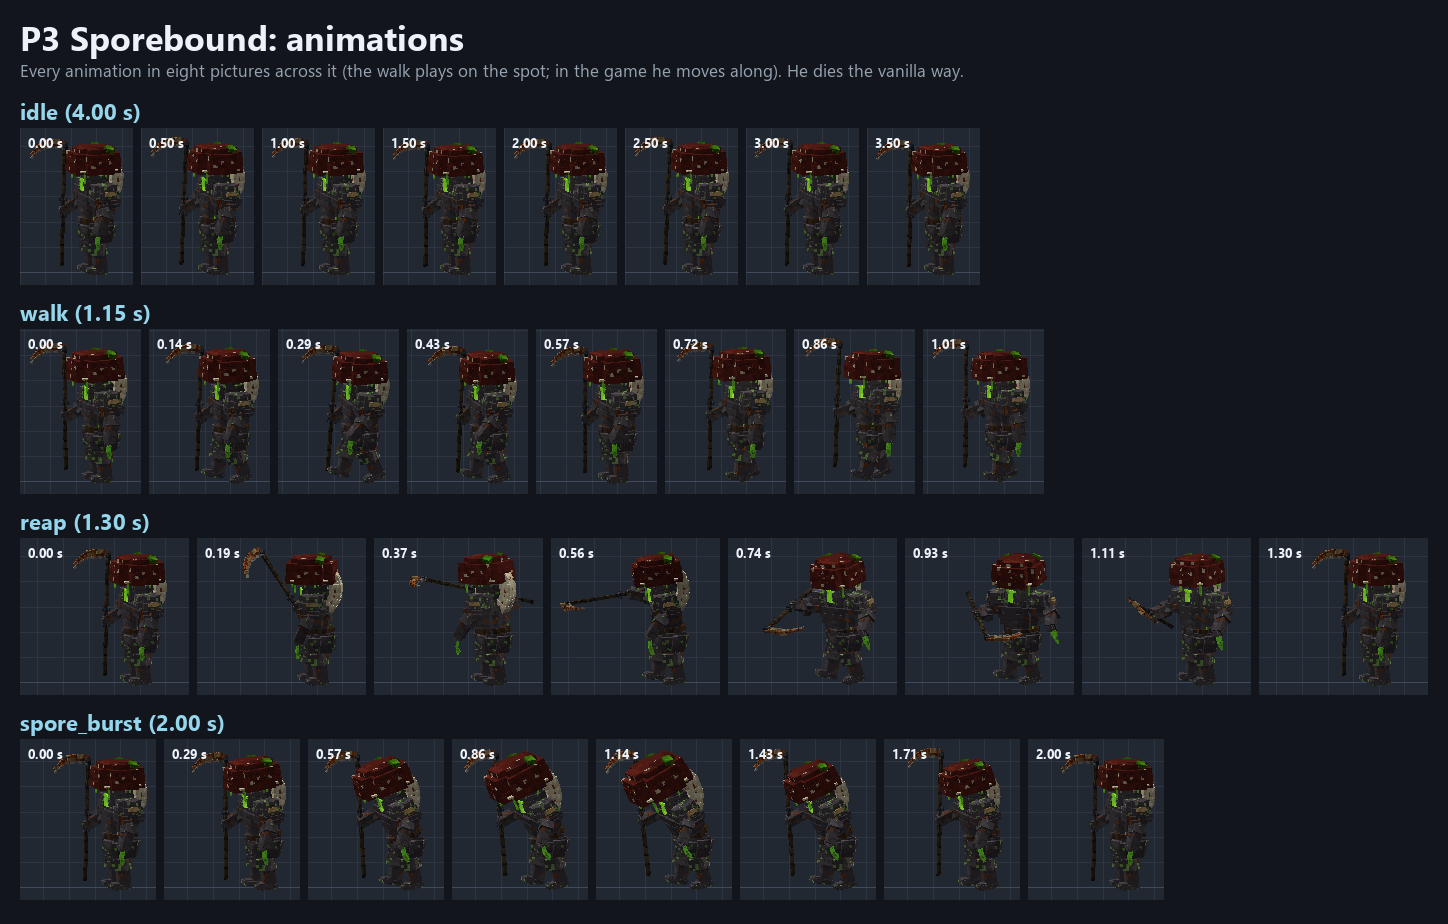 P3 Sporebound: animations
Every animation in eight pictures across it (the walk plays on the spot; in the game he moves along). He dies the vanilla way.
idle (4.00 s)
0.00 s 0.50 s 1.00 s 1.50 s 2.00 s 2.50 s 3.00 s 3.50 s
walk (1.15 s)
0.00 s 0.14 s 0.29 s 0.43 s 0.57 s 0.72 s 0.86 s 1.01 s
reap (1.30 s)
0.00 s 0.19 s 0.37 s 0.56 s 0.74 s 0.93 s 1.11 s 1.30 s
spore_burst (2.00 s)
0.00 s 0.29 s 0.57 s 0.86 s 1.14 s 1.43 s 1.71 s 2.00 s